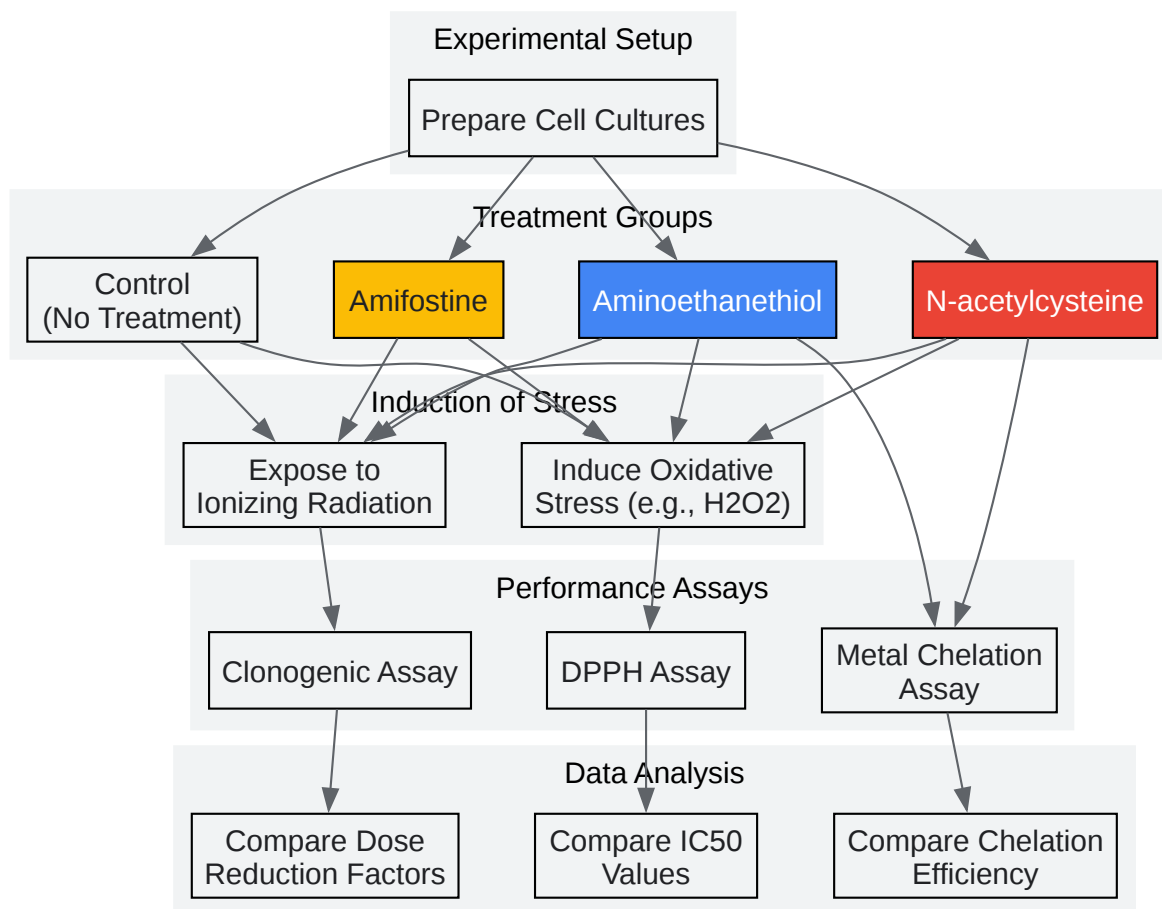 Experimental Setup
Prepare Cell Cultures
Treatment Groups
Control
(No Treatment)
Amifostine
Aminoethanethiol
N-acetylcysteine
Induction of Stress
Expose to
Ionizing Radiation
Induce Oxidative
Stress (e.g., H2O2)
Performance Assays
Clonogenic Assay
DPPH Assay
Metal Chelation
Assay
Data Analysis
Compare Dose
Reduction Factors
Compare IC50
Values
Compare Chelation
Efficiency